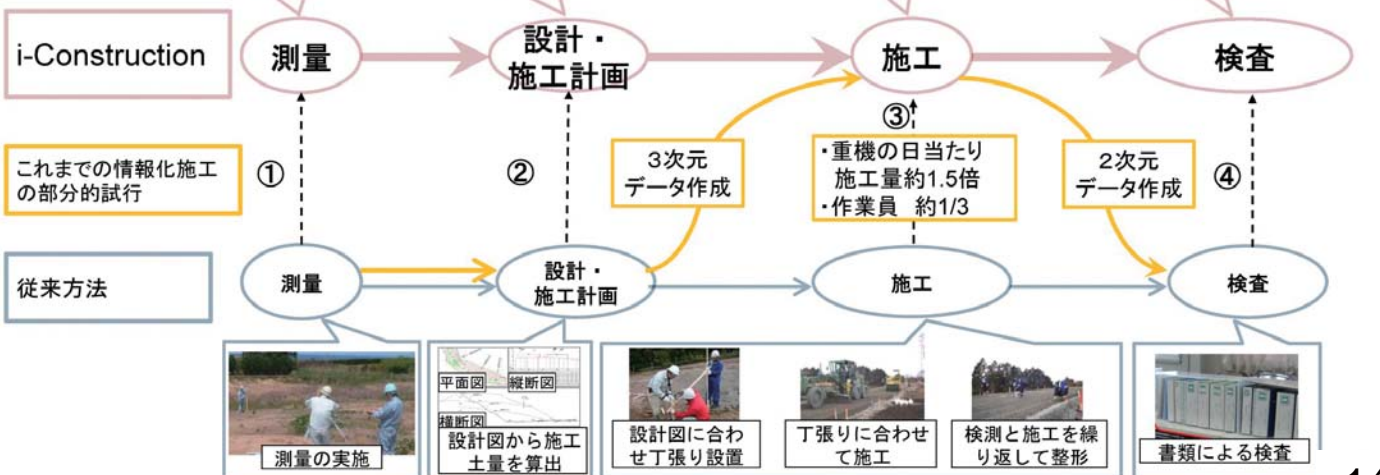 i-Construction
測量
設計・
施工計画
施工
検査
これまでの情報化施工
の部分的試行
①
②
3次元
データ作成
③
・重機の日当たり
施工量約1.5倍
・作業員 約1/3
2次元
データ作成
④
従来方法
測量
設計・
施工計画
施工
検査
測量の実施
平面図 縦断図
横断図
設計図から施工
土量を算出
設計図に合わ
せ丁張り設置
丁張りに合わせ
て施工
検測と施工を繰
り返して整形
書類による検査